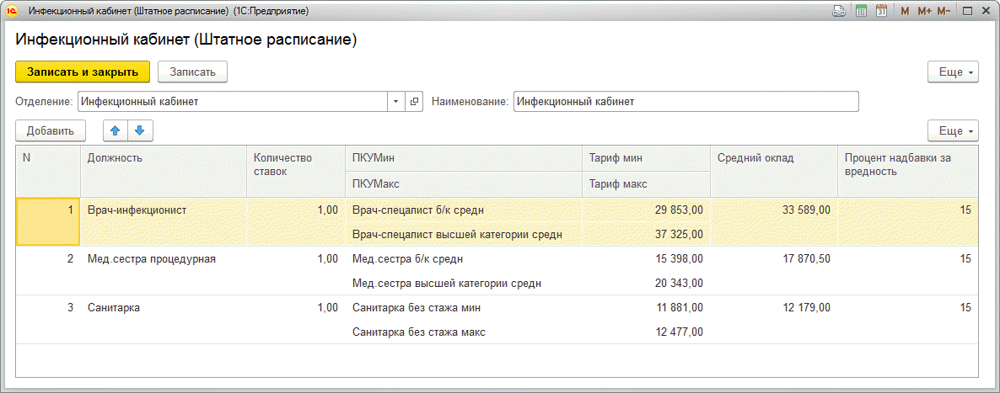 Инфекционный кабинет (Штатное расписание) (1С:Предприятие)
31 M M+ M-
Инфекционный кабинет (Штатное расписание)
Записать и закрыть Записать Еще
Отделение: Инфекционный кабинет Наименование: Инфекционный кабинет
Добавить Еще
N Должность Количество ставок ПКУМин Тариф мин Средний оклад Процент надбавки за вредность
ПКУМакс Тариф макс
1 Врач-инфекционист 1,00 Врач-спецалист б/к средн 29 853,00 33 589,00 15
Врач-спецалист высшей категории средн 37 325,00
2 Мед.сестра процедурная 1,00 Мед.сестра б/к средн 15 398,00 17 870,50 15
Мед.сестра высшей категории средн 20 343,00
3 Санитарка 1,00 Санитарка без стажа мин 11 881,00 12 179,00 15
Санитарка без стажа макс 12 477,00